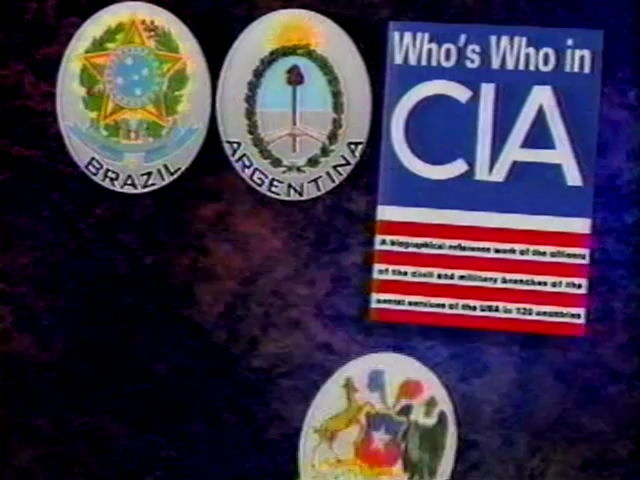 BRAZIL
ARGENTINA
Who's Who in
CIA
A biographical reference work of the officers
of the civil and military branches of the
secret services of the USA in 120 countries